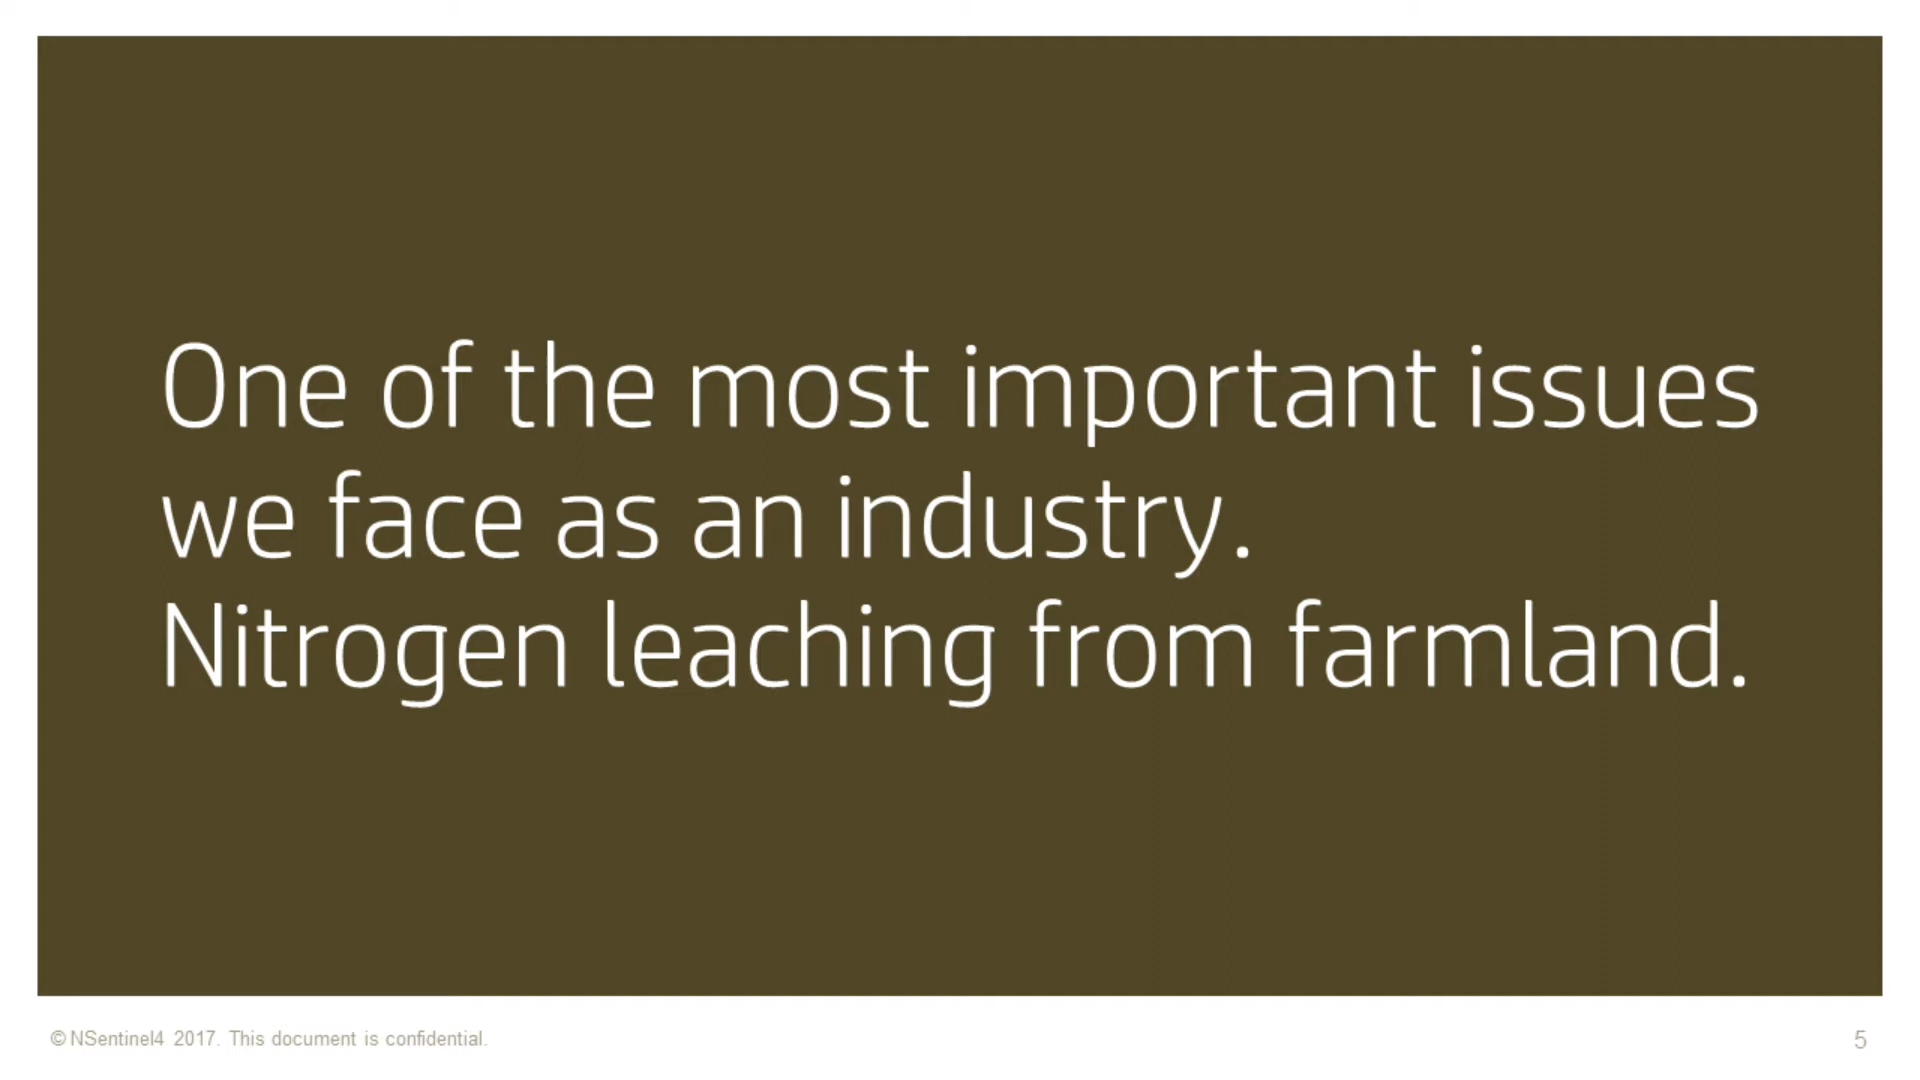 One of the most important issues
we face as an industry.
Nitrogen leaching from farmland.
© NSentinel4 2017. This document is confidential.
5